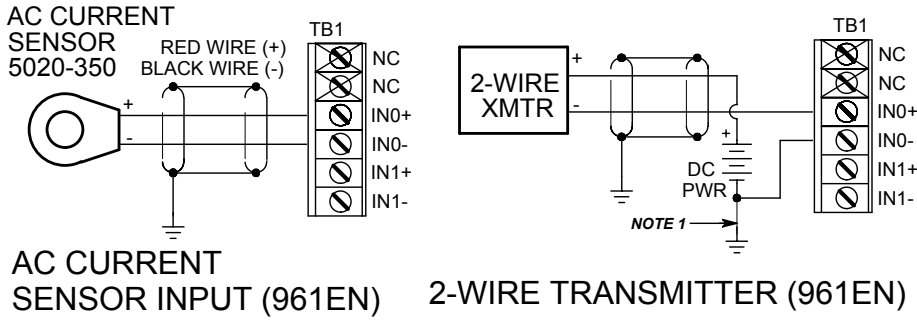 AC CURRENT
SENSOR
5020-350
RED WIRE (+)
BLACK WIRE (-)
+
-
TB1
NC
NC
IN0+
IN0-
IN1+
IN1-
AC CURRENT
SENSOR INPUT (961EN)
2-WIRE
XMTR
+
-
+
DC
PWR
NOTE 1
TB1
NC
NC
IN0+
IN0-
IN1+
IN1-
2-WIRE TRANSMITTER (961EN)